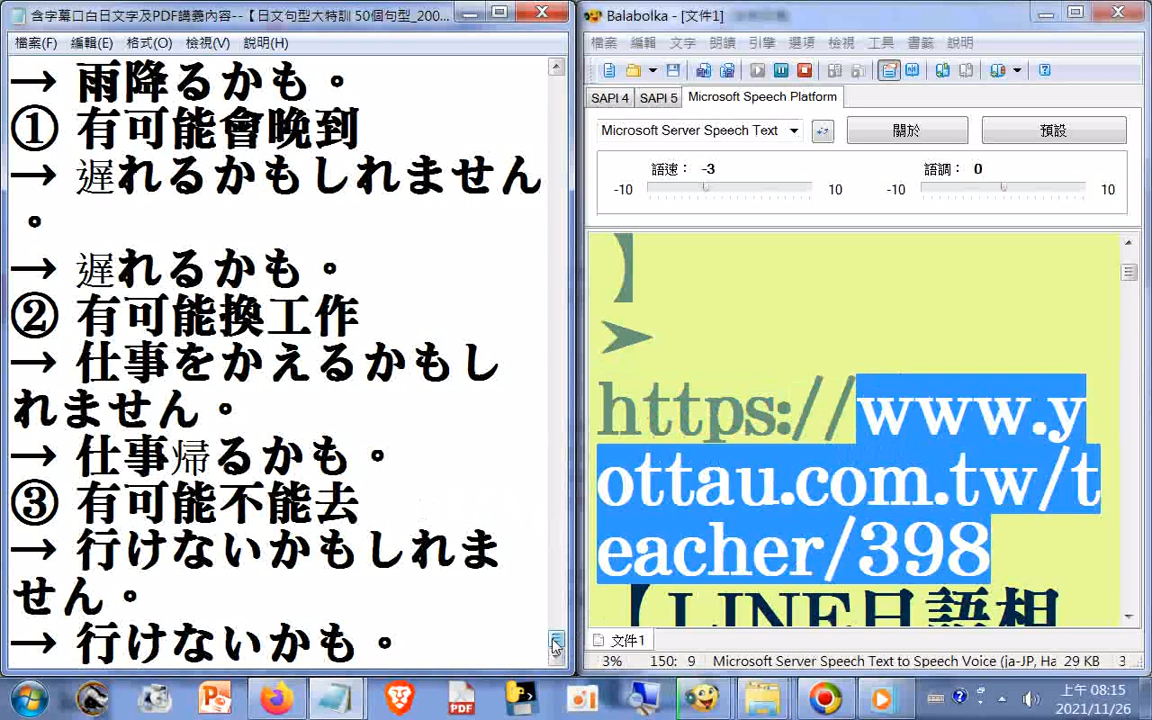 含字幕口白日文字及PDF講義內容--【日文句型大特訓 50個句型_200...
檔案(F) 編輯(E) 格式(O) 檢視(V) 說明(H)
→ 雨降るかも。
① 有可能會晚到
→ 遅れるかもしれません
。
→ 遅れるかも。
② 有可能換工作
→ 仕事をかえるかもし
れません。
→ 仕事帰るかも。
③ 有可能不能去
→ 行けないかもしれま
せん。
→ 行けないかも。
Balabolka - [文件1]
檔案 編輯 文字 朗讀 引擎 選項 檢視 工具 書籤 說明
SAPI 4 SAPI 5 Microsoft Speech Platform
Microsoft Server Speech Text 關於 預設
語速： -3 語調： 0
-10 10 -10 10
】
➤
https://www.y
ottau.com.tw/t
eacher/398
【LINE日語相
文件1
3% 150: 9 Microsoft Server Speech Text to Speech Voice (ja-JP, Ha 29 KB 3
上午 08:15
2021/11/26